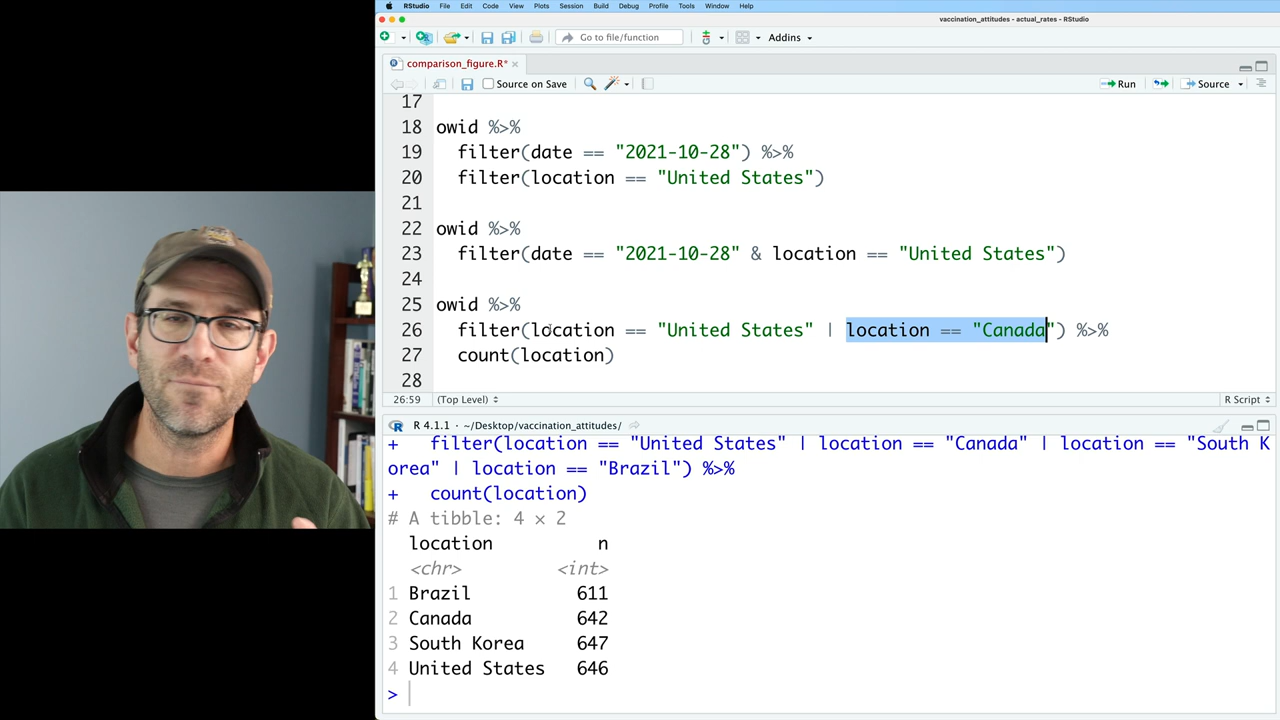 RStudio File Edit Code View Plots Session Build Debug Profile Tools Window Help
vaccination_attitudes - actual_rates - RStudio
Go to file/function Addins
comparison_figure.R*
Source on Save Run Source
17
18 owid %>%
19 filter(date == "2021-10-28") %>%
20 filter(location == "United States")
21
22 owid %>%
23 filter(date == "2021-10-28" & location == "United States")
24
25 owid %>%
26 filter(location == "United States" | location == "Canada") %>%
27 count(location)
28
26:59 (Top Level) R Script
R 4.1.1 · ~/Desktop/vaccination_attitudes/
+ filter(location == "United States" | location == "Canada" | location == "South K
orea" | location == "Brazil") %>%
+ count(location)
# A tibble: 4 × 2
location n
<chr> <int>
1 Brazil 611
2 Canada 642
3 South Korea 647
4 United States 646
>